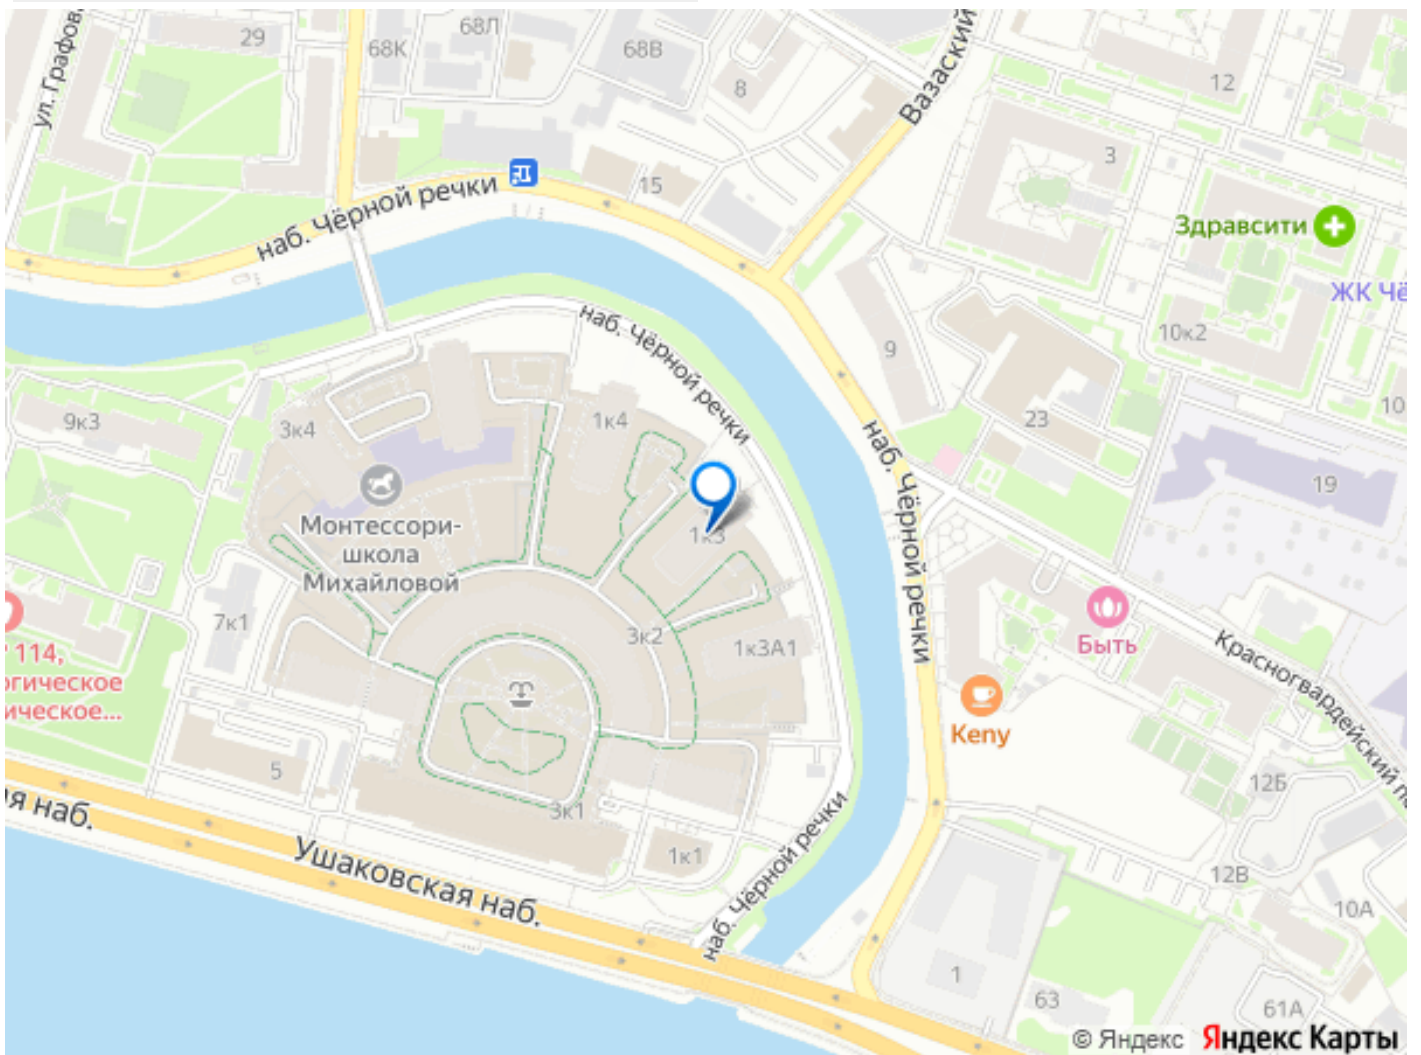 29
68К
68Л
68В
8
12
ул. Графов
Вазаский
3
15
наб. Чёрной речки
Здравсити
ЖК Чё
10к2
9
наб. Чёрной речки
10
9к3
3к4
1к4
23
наб. Чёрной речки
19
Монтессори-
школа
Михайловой
1к3
7к1
3к2
1к3А1
Быть
Красногвардейский п
114,
огическое
ическое...
Keny
5
3к1
12Б
ая наб.
Ушаковская наб.
1к1
наб. Чёрной речки
12В
10А
1
63
61А
© Яндекс Яндекс Карты